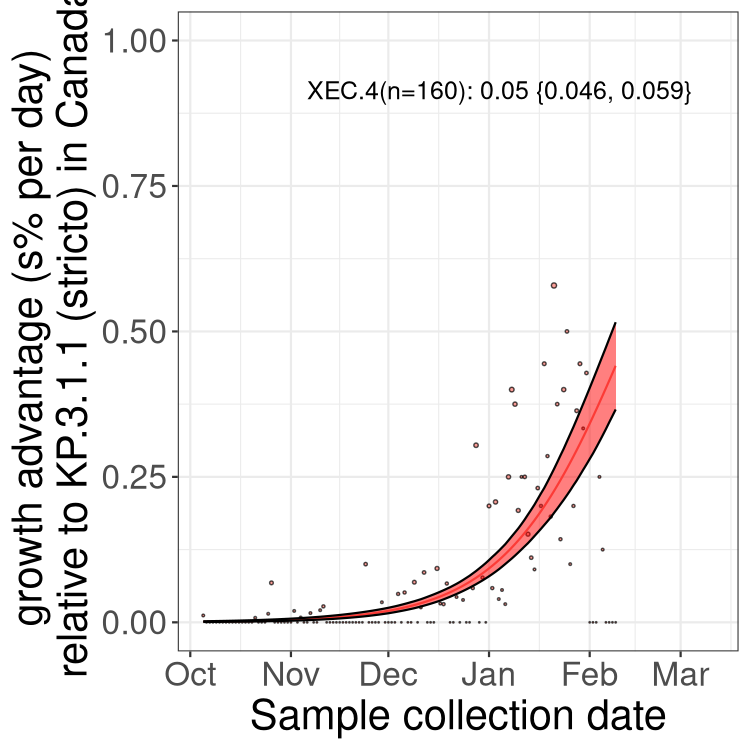 growth advantage (s% per day)
relative to KP.3.1.1 (stricto) in Canada
1.00
0.75
0.50
0.25
0.00
XEC.4(n=160): 0.05 {0.046, 0.059}
Oct Nov Dec Jan Feb Mar
Sample collection date